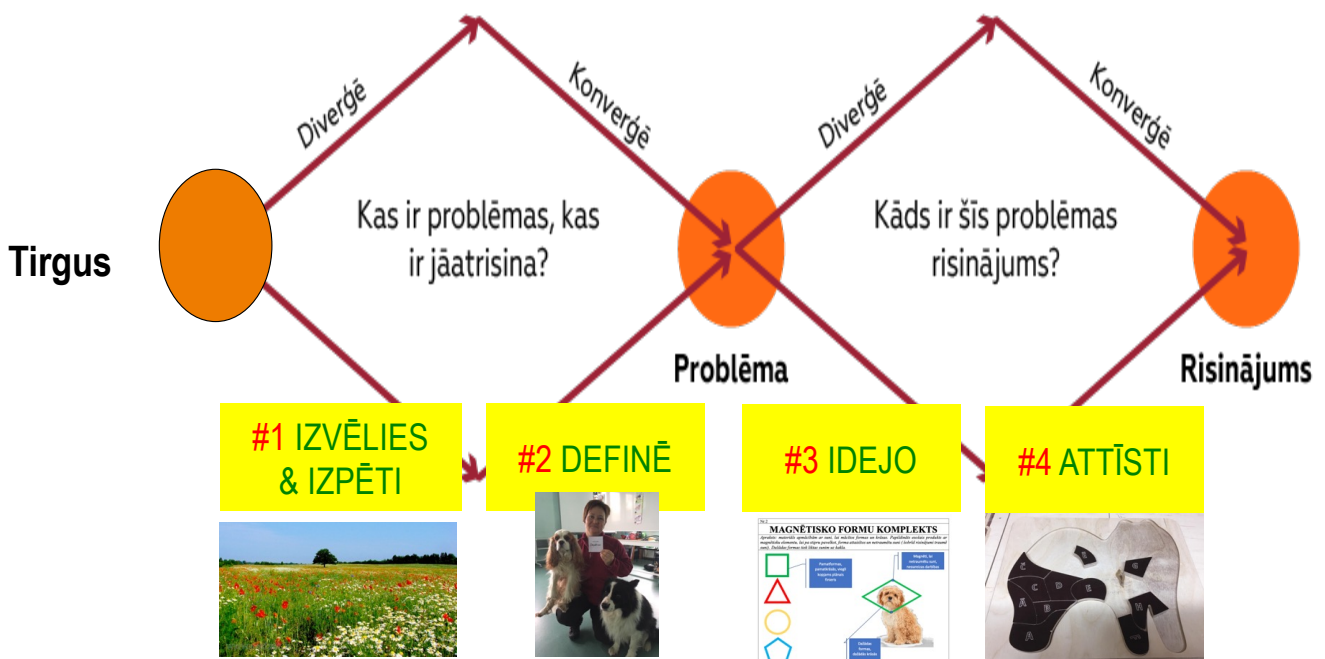 Diverģē
Konverģē
Diverģē
Konverģē
Kas ir problēmas, kas
ir jāatrisina?
Kāds ir šīs problēmas
risinājums?
Tirgus
Problēma
Risinājums
#1 IZVĒLIES
& IZPĒTI
#2 DEFINĒ
#3 IDEJO
#4 ATTĪSTI
MAGNĒTISKO FORMU KOMPLEKTS
Č
C
D
E
Ā
B
A
G
H